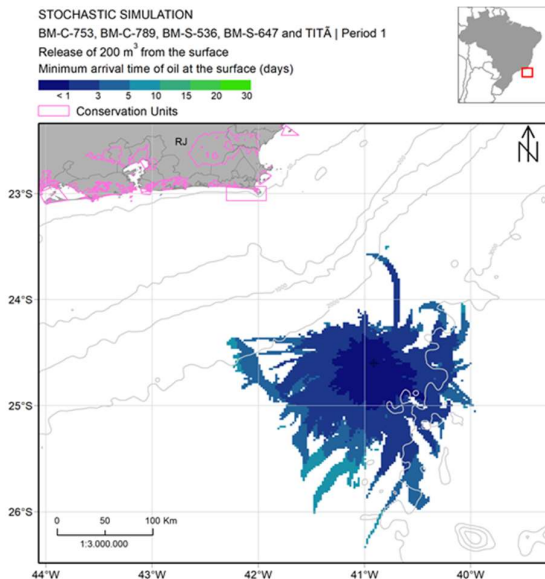 STOCHASTIC SIMULATION
BM-C-753, BM-C-789, BM-S-536, BM-S-647 and TITÃ | Period 1
Release of 200 m³ from the surface
Minimum arrival time of oil at the surface (days)
< 1 3 5 10 15 20 30
Conservation Units
N
RJ
23°S
24°S
25°S
26°S
0 50 100 Km
1:3.000.000
44°W 43°W 42°W 41°W 40°W